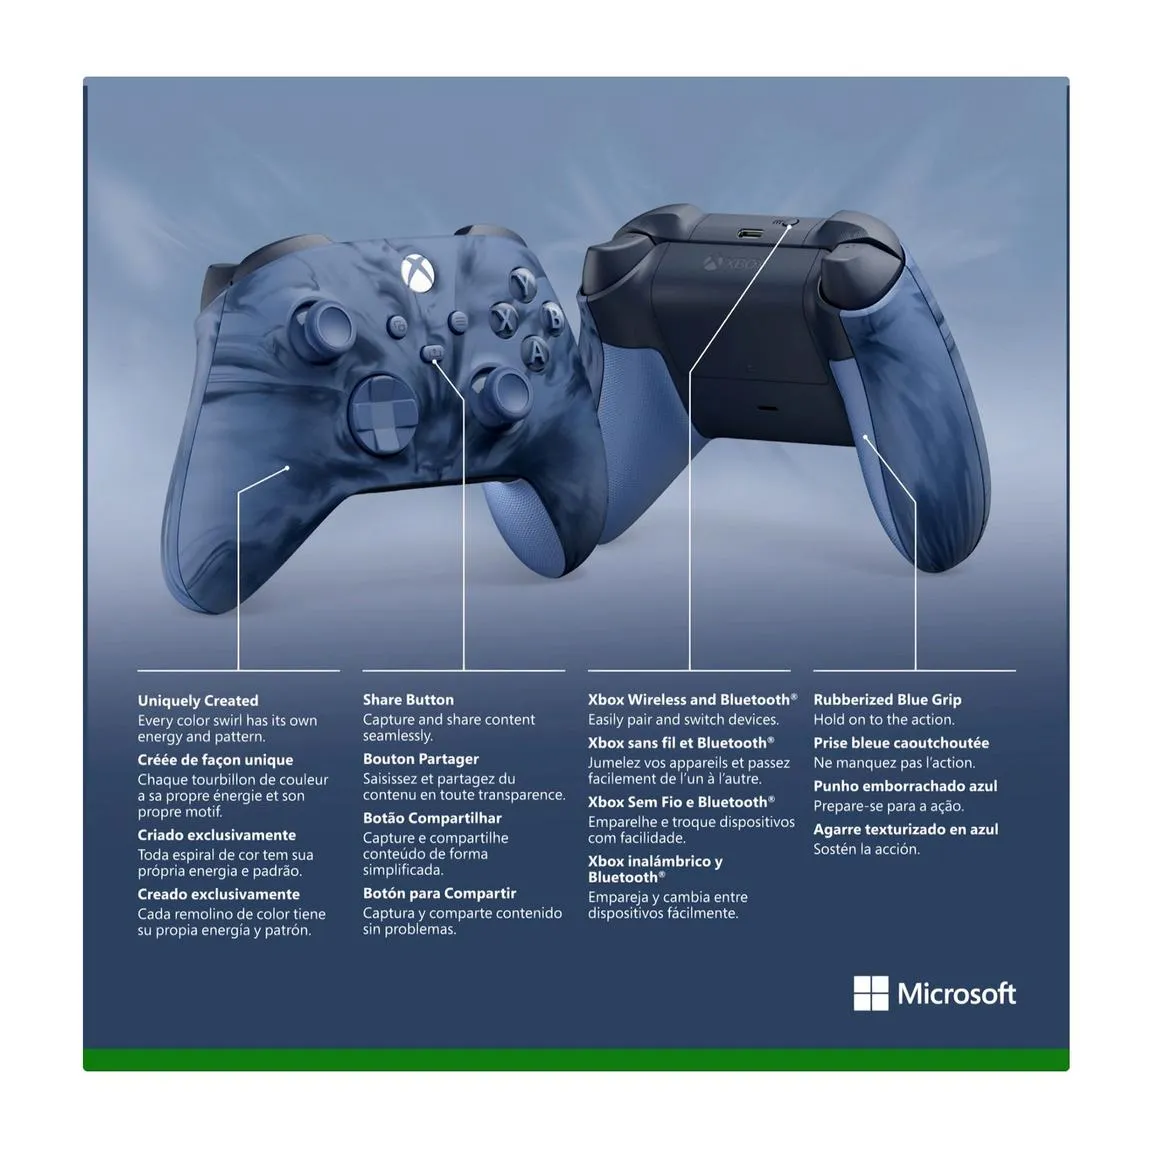 Y
X
B
A
XBOX
Uniquely Created
Every color swirl has its own
energy and pattern.
Créée de façon unique
Chaque tourbillon de couleur
a sa propre énergie et son
propre motif.
Criado exclusivamente
Toda espiral de cor tem sua
própria energia e padrão.
Creado exclusivamente
Cada remolino de color tiene
su propia energía y patrón.
Share Button
Capture and share content
seamlessly.
Bouton Partager
Saisissez et partagez du
contenu en toute transparence.
Botão Compartilhar
Capture e compartilhe
conteúdo de forma
simplificada.
Botón para Compartir
Captura y comparte contenido
sin problemas.
Xbox Wireless and Bluetooth®
Easily pair and switch devices.
Xbox sans fil et Bluetooth®
Jumelez vos appareils et passez
facilement de l'un à l'autre.
Xbox Sem Fio e Bluetooth®
Emparelhe e troque dispositivos
com facilidade.
Xbox inalámbrico y
Bluetooth®
Empareja y cambia entre
dispositivos fácilmente.
Rubberized Blue Grip
Hold on to the action.
Prise bleue caoutchoutée
Ne manquez pas l'action.
Punho emborrachado azul
Prepare-se para a ação.
Agarre texturizado en azul
Sostén la acción.
Microsoft